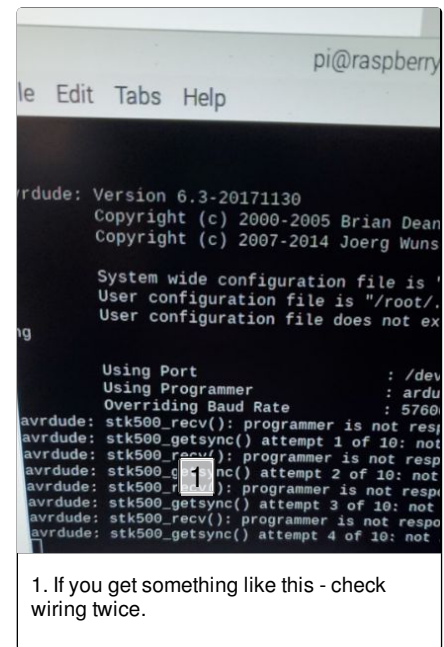 pi@raspberry
le Edit Tabs Help
vrdude: Version 6.3-20171130
Copyright (c) 2000-2005 Brian Dean
Copyright (c) 2007-2014 Joerg Wuns
System wide configuration file is "
User configuration file is "/root/.
User configuration file does not ex
ng
Using Port : /dev
Using Programmer : ardu
Overriding Baud Rate : 5760
avrdude: stk500_recv(): programmer is not resp
avrdude: stk500_getsync() attempt 1 of 10: not
avrdude: stk500_recv(): programmer is not resp
avrdude: stk500_getsync() attempt 2 of 10: not
avrdude: stk500_recv(): programmer is not respo
avrdude: stk500_getsync() attempt 3 of 10: not
avrdude: stk500_recv(): programmer is not respo
avrdude: stk500_getsync() attempt 4 of 10: not
1
1. If you get something like this - check
wiring twice.